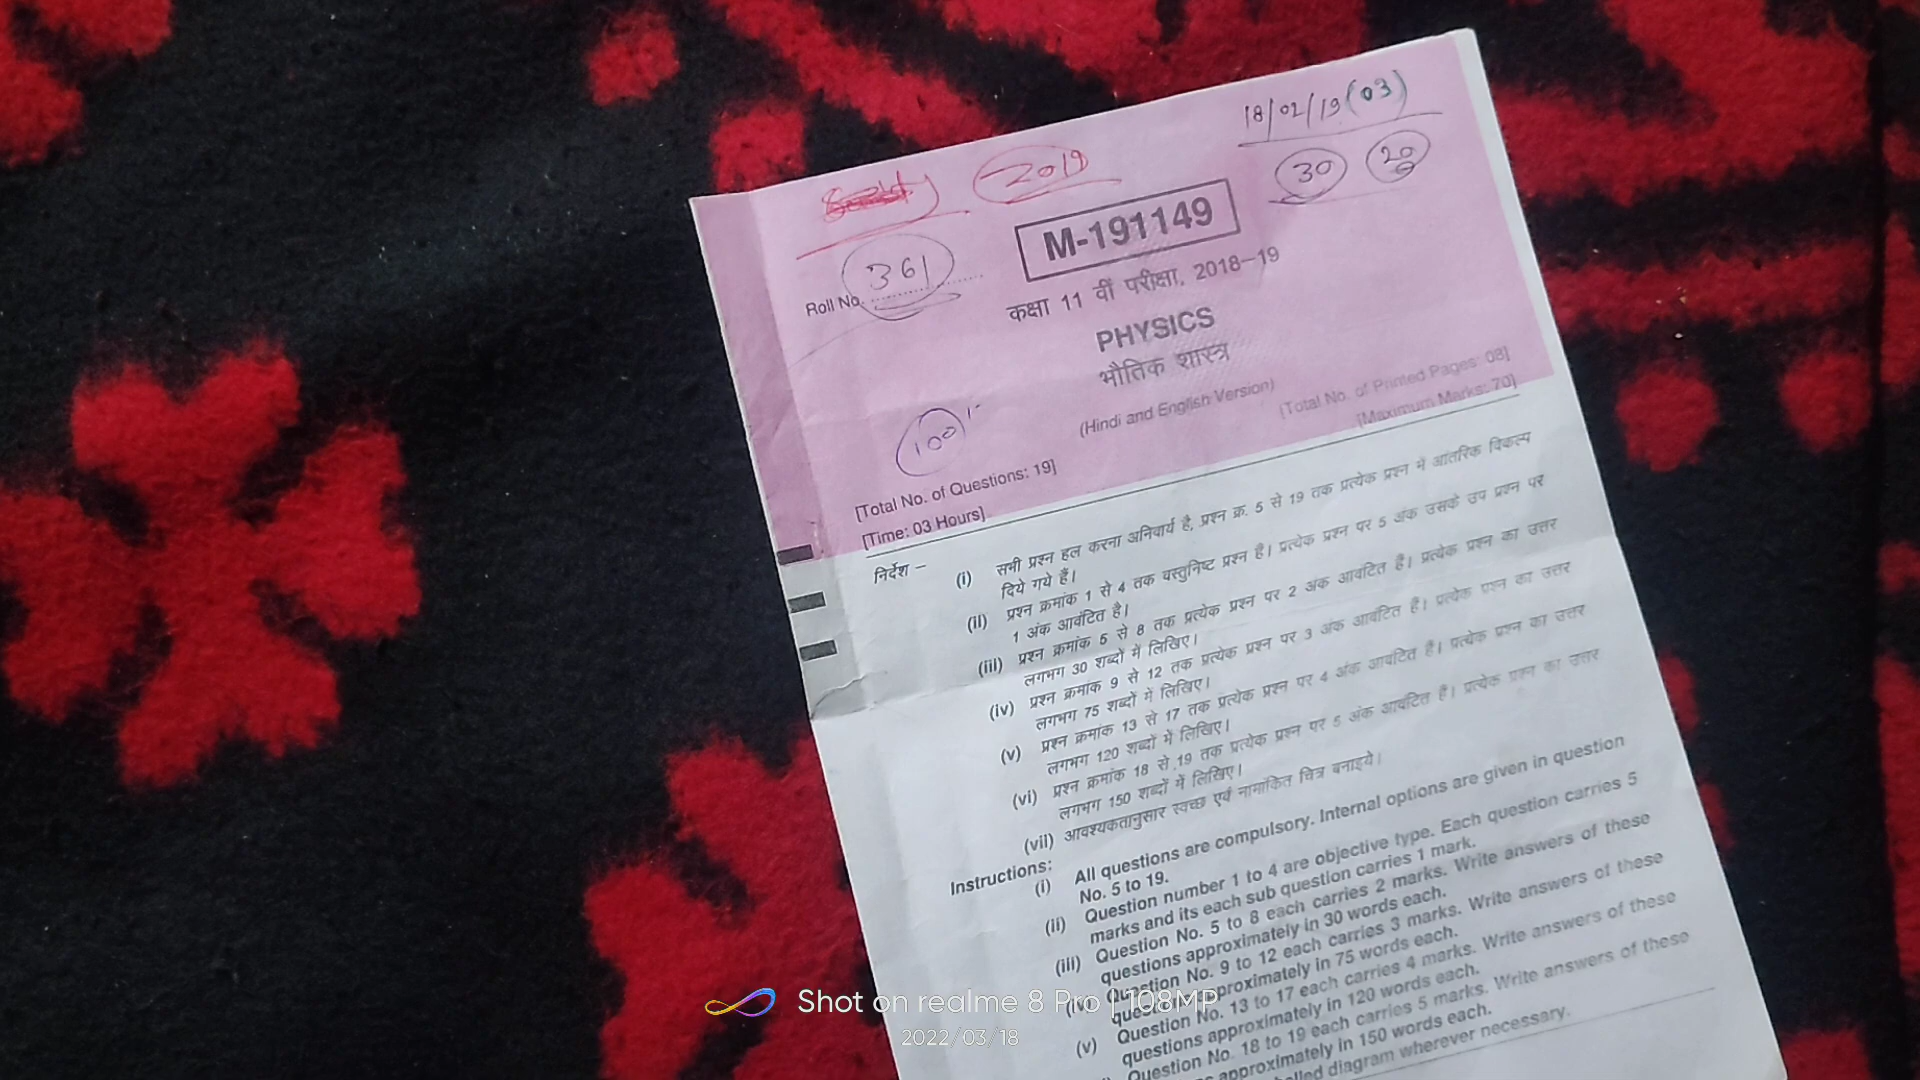 18/02/19 (03)
2019
30 20
M-191149
361
Roll No. ..................
कक्षा 11 वीं परीक्षा, 2018-19
PHYSICS
भौतिक शास्त्र
(Hindi and English Version)
100
[Total No. of Printed Pages: 08]
[Total No. of Questions: 19]
[Maximum Marks: 70]
[Time: 03 Hours]
निर्देश –
(i) सभी प्रश्न हल करना अनिवार्य है, प्रश्न क्र. 5 से 19 तक प्रत्येक प्रश्न में आंतरिक विकल्प
दिये गये हैं।
(ii) प्रश्न क्रमांक 1 से 4 तक वस्तुनिष्ट प्रश्न हैं। प्रत्येक प्रश्न पर 5 अंक उसके उप प्रश्न पर
1 अंक आवंटित है।
(iii) प्रश्न क्रमांक 5 से 8 तक प्रत्येक प्रश्न पर 2 अंक आवंटित हैं। प्रत्येक प्रश्न का उत्तर
लगभग 30 शब्दों में लिखिए।
(iv) प्रश्न क्रमांक 9 से 12 तक प्रत्येक प्रश्न पर 3 अंक आवंटित हैं। प्रत्येक प्रश्न का उत्तर
लगभग 75 शब्दों में लिखिए।
(v) प्रश्न क्रमांक 13 से 17 तक प्रत्येक प्रश्न पर 4 अंक आवंटित हैं। प्रत्येक प्रश्न का उत्तर
लगभग 120 शब्दों में लिखिए।
(vi) प्रश्न क्रमांक 18 से 19 तक प्रत्येक प्रश्न पर 5 अंक आवंटित हैं। प्रत्येक प्रश्न का उत्तर
लगभग 150 शब्दों में लिखिए।
(vii) आवश्यकतानुसार स्वच्छ एवं नामांकित चित्र बनाइये।
Instructions:
(i) All questions are compulsory. Internal options are given in question
No. 5 to 19.
(ii) Question number 1 to 4 are objective type. Each question carries 5
marks and its each sub question carries 1 mark.
(iii) Question No. 5 to 8 each carries 2 marks. Write answers of these
questions approximately in 30 words each.
(iv) Question No. 9 to 12 each carries 3 marks. Write answers of these
approximately in 75 words each.
(v) Question No. 13 to 17 each carries 4 marks. Write answers of these
questions approximately in 120 words each.
Question No. 18 to 19 each carries 5 marks. Write answers of these
approximately in 150 words each.
diagram wherever necessary.
Shot on realme 8 Pro | 108MP
2022/03/18